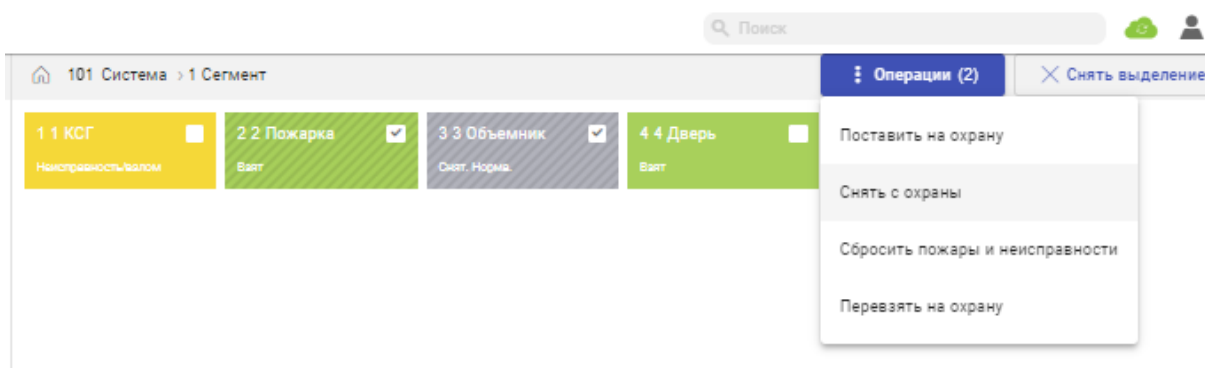 Поиск
101 Система > 1 Сегмент
Операции (2)
Снять выделение
1 1 КСГ
Неисправность/взлом
2 2 Пожарка
Взят
3 3 Объемник
Снят. Норма.
4 4 Дверь
Взят
Поставить на охрану
Снять с охраны
Сбросить пожары и неисправности
Перевзять на охрану